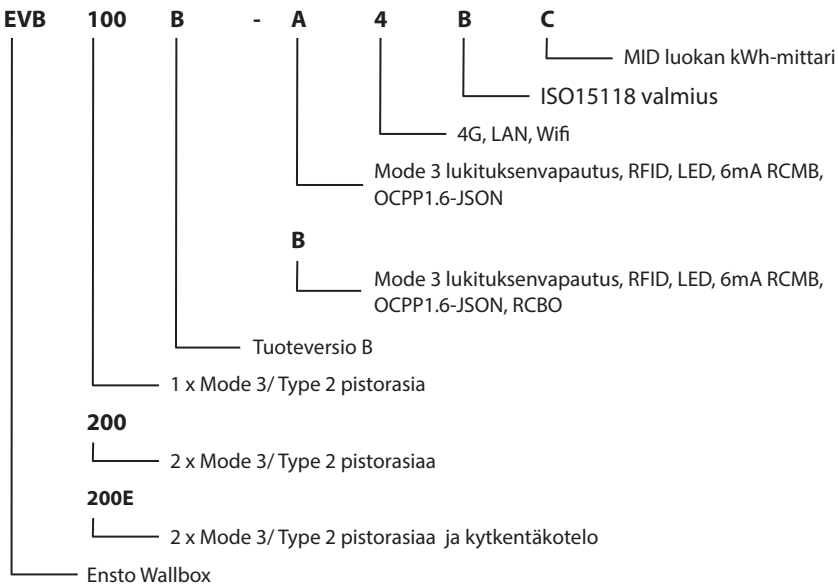 EVB 100 B - A 4 B C
MID luokan kWh-mittari
ISO15118 valmius
4G, LAN, Wifi
Mode 3 lukituksenvapautus, RFID, LED, 6mA RCMB,
OCPP1.6-JSON
B
Mode 3 lukituksenvapautus, RFID, LED, 6mA RCMB,
OCPP1.6-JSON, RCBO
Tuoteversio B
1 x Mode 3/ Type 2 pistorasia
200
2 x Mode 3/ Type 2 pistorasiaa
200E
2 x Mode 3/ Type 2 pistorasiaa ja kytkentäkotelo
Ensto Wallbox